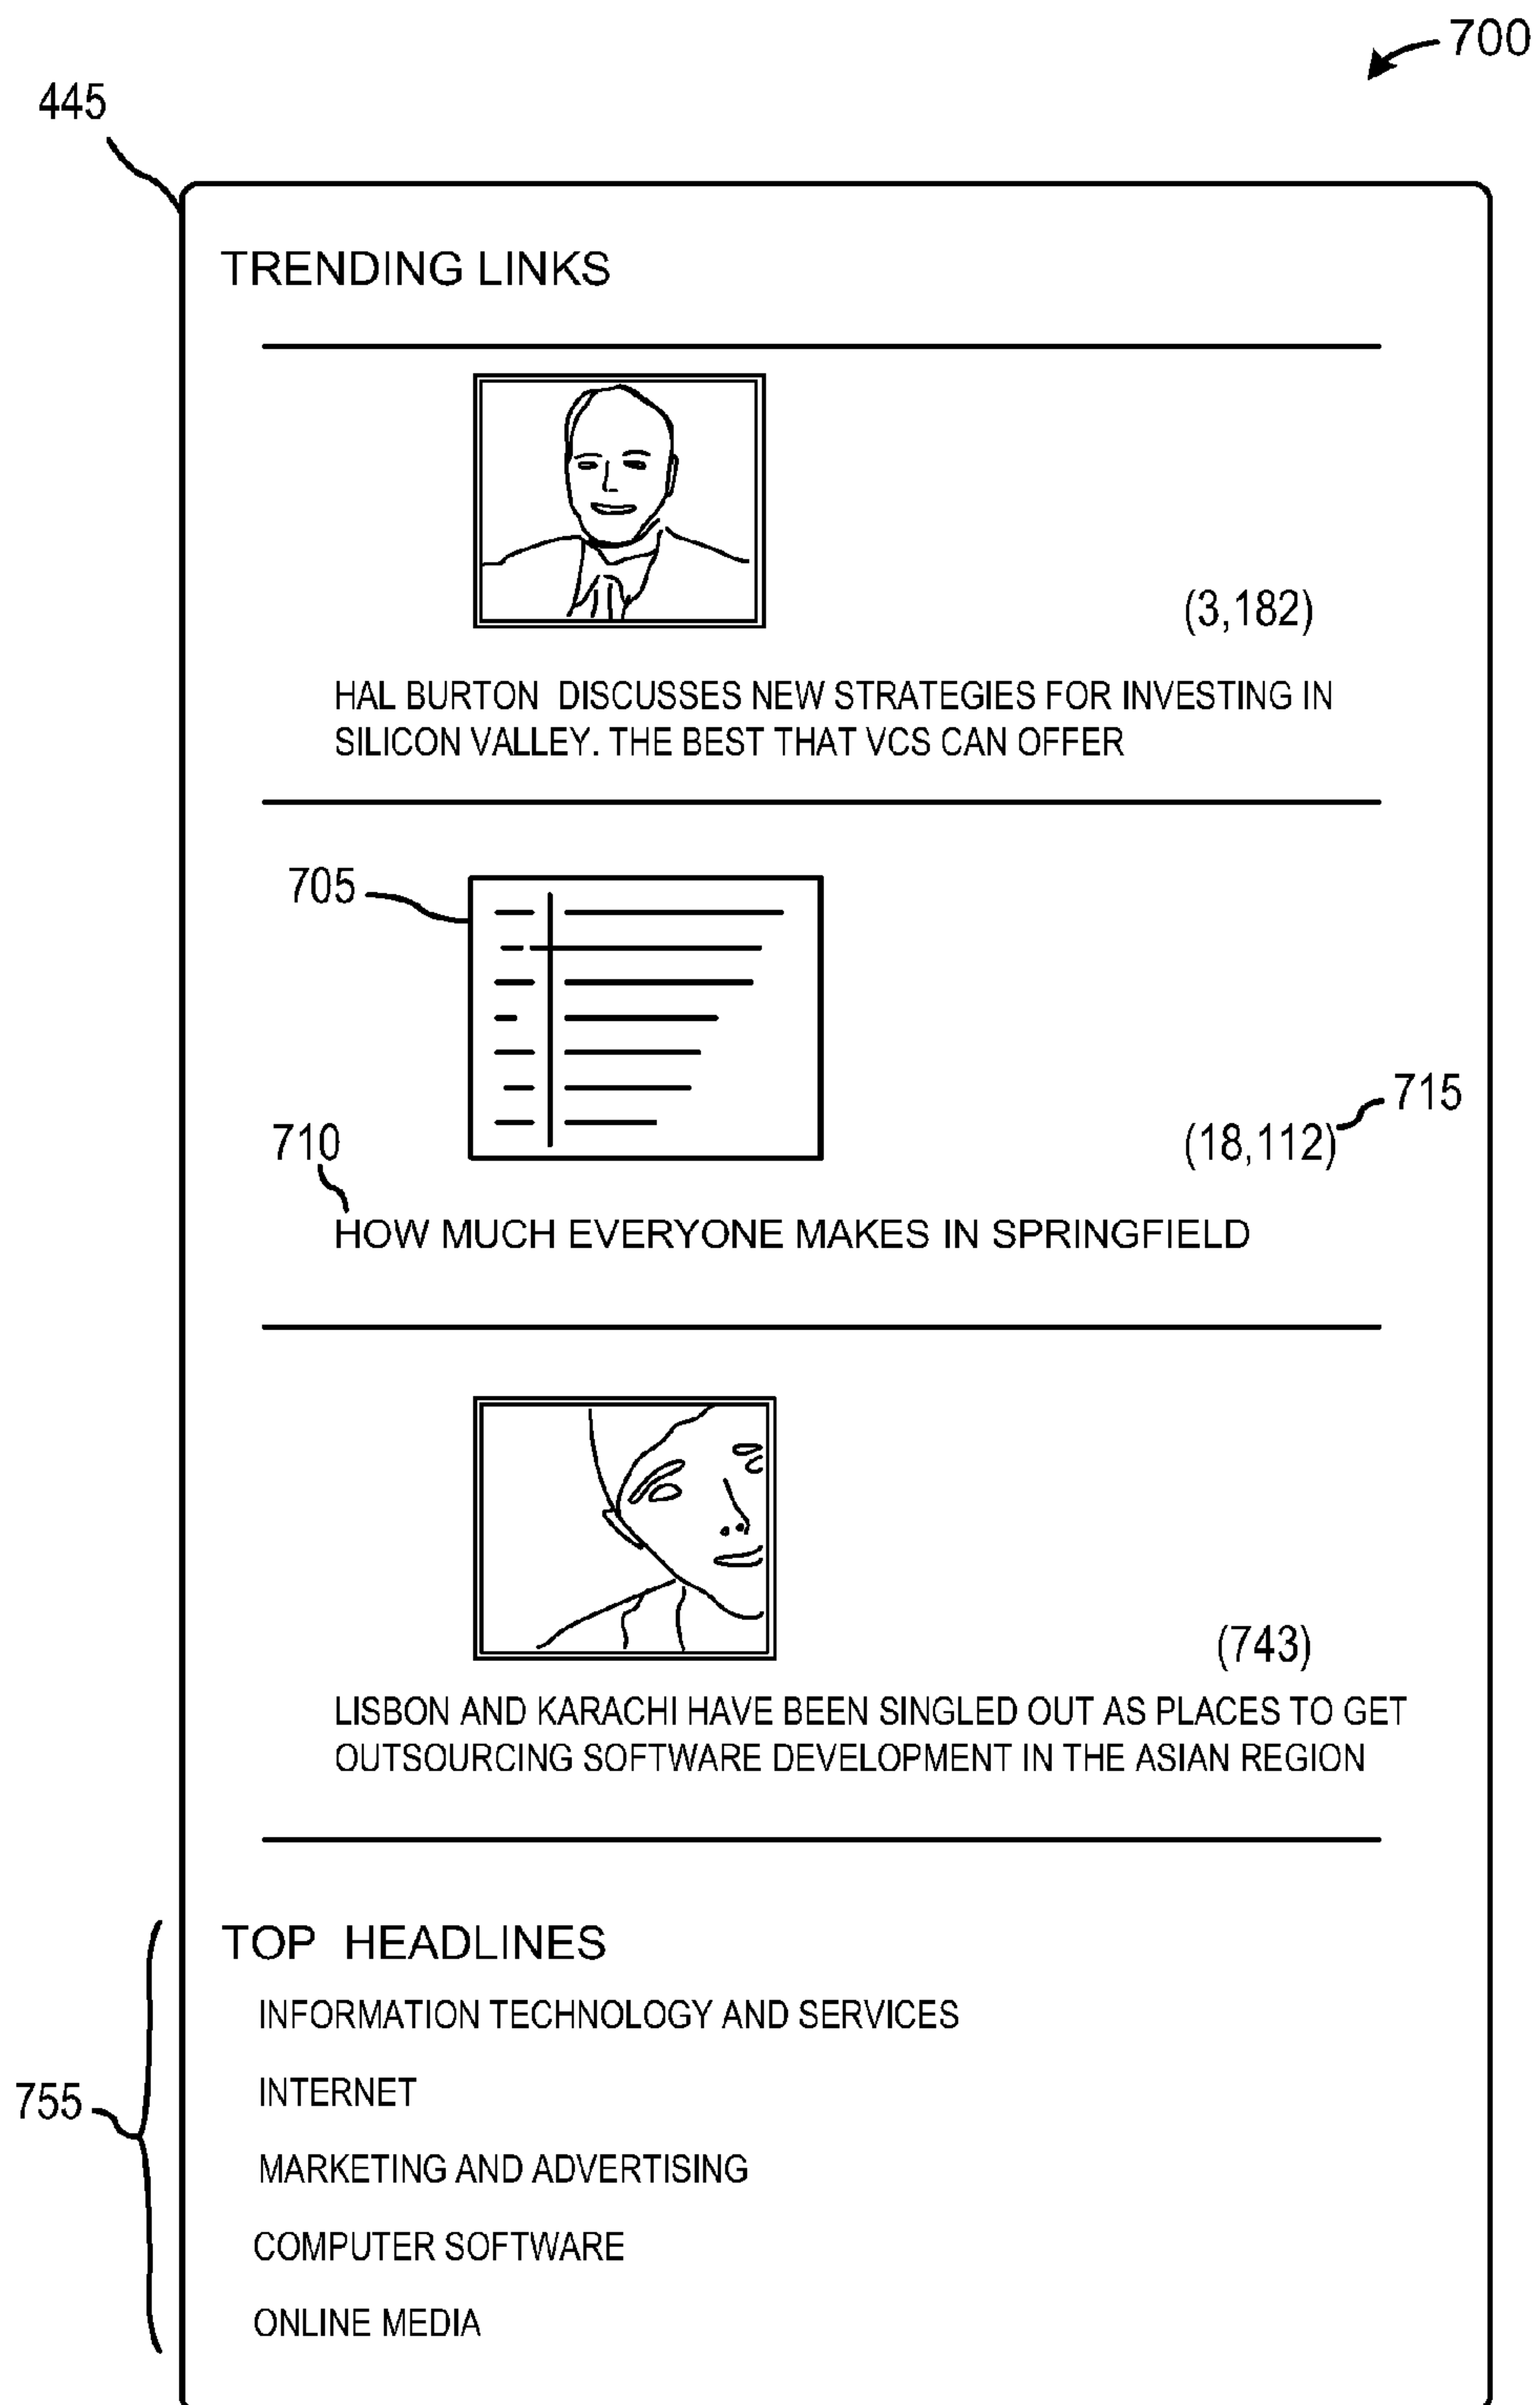 700
445
TRENDING LINKS
(3,182)
HAL BURTON DISCUSSES NEW STRATEGIES FOR INVESTING IN
SILICON VALLEY. THE BEST THAT VCS CAN OFFER
705
715
710
(18,112)
HOW MUCH EVERYONE MAKES IN SPRINGFIELD
(743)
LISBON AND KARACHI HAVE BEEN SINGLED OUT AS PLACES TO GET
OUTSOURCING SOFTWARE DEVELOPMENT IN THE ASIAN REGION
TOP HEADLINES
INFORMATION TECHNOLOGY AND SERVICES
INTERNET
755
MARKETING AND ADVERTISING
COMPUTER SOFTWARE
ONLINE MEDIA